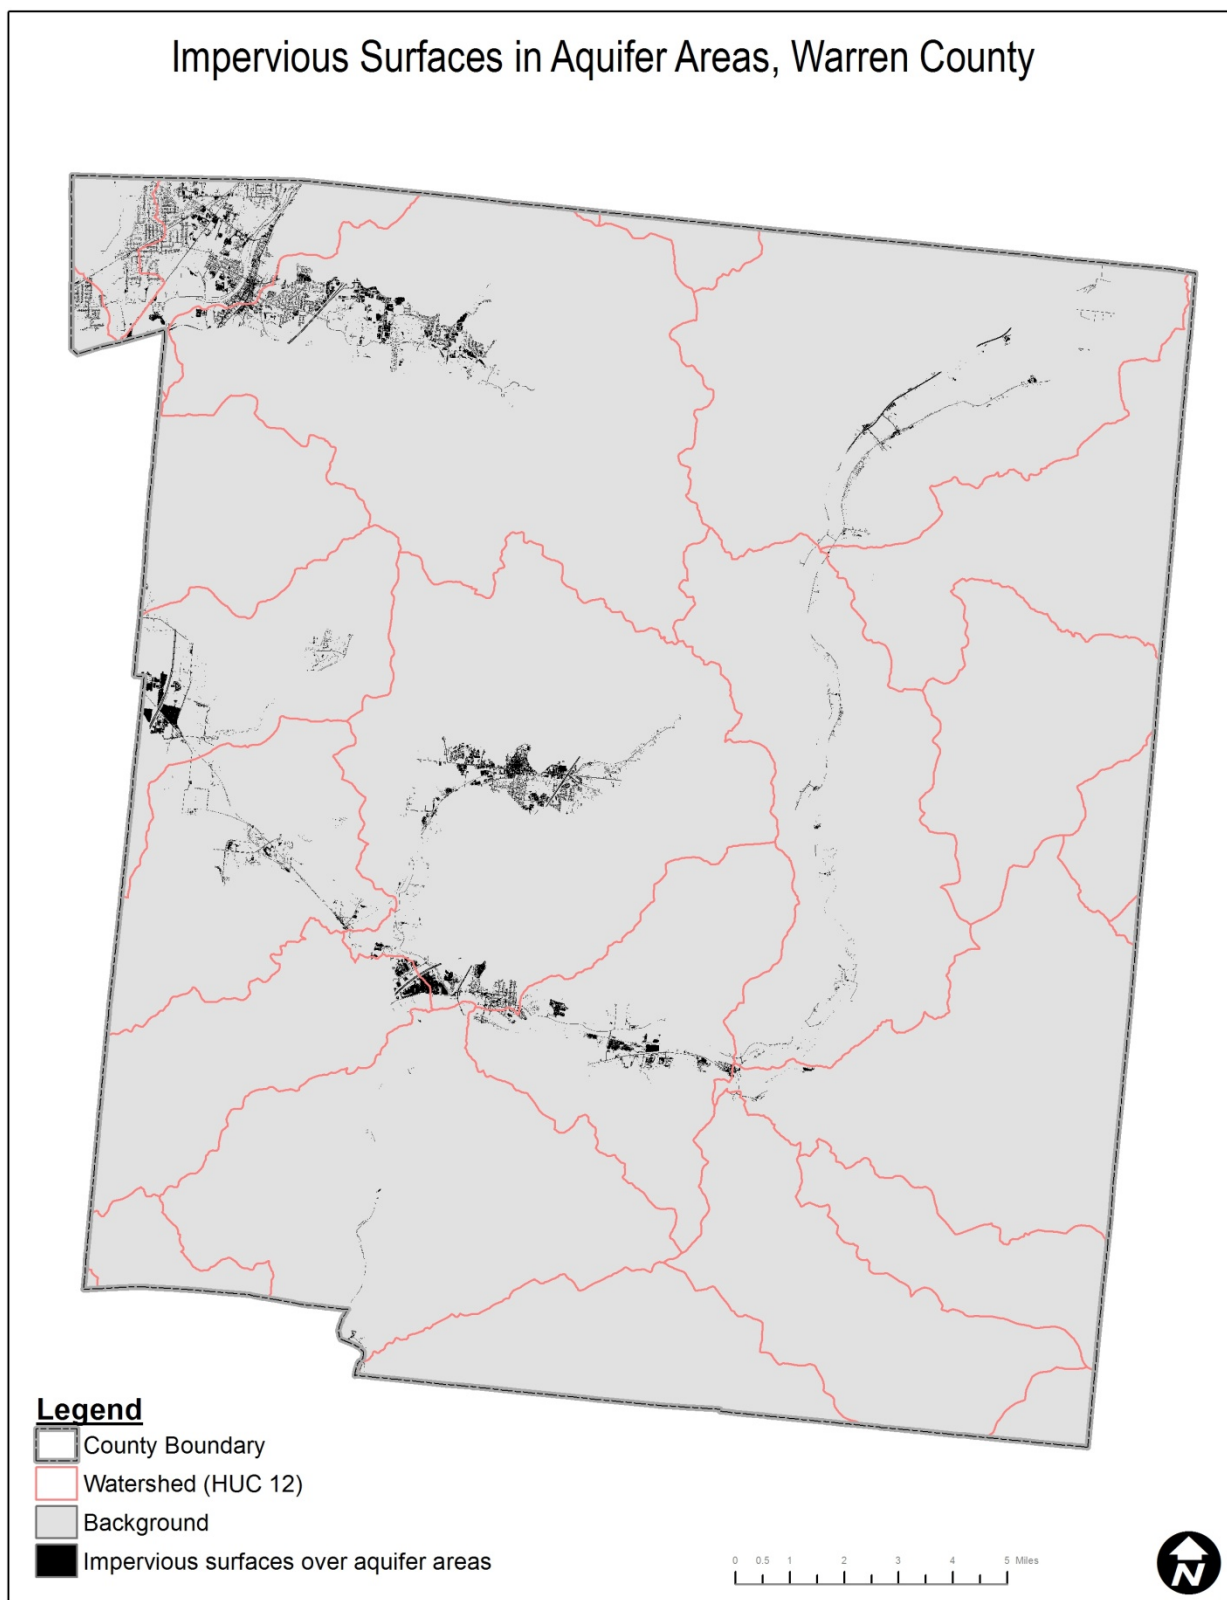 Impervious Surfaces in Aquifer Areas, Warren County
Legend
County Boundary
Watershed (HUC 12)
Background
Impervious surfaces over aquifer areas
0 0.5 1 2 3 4 5 Miles
N